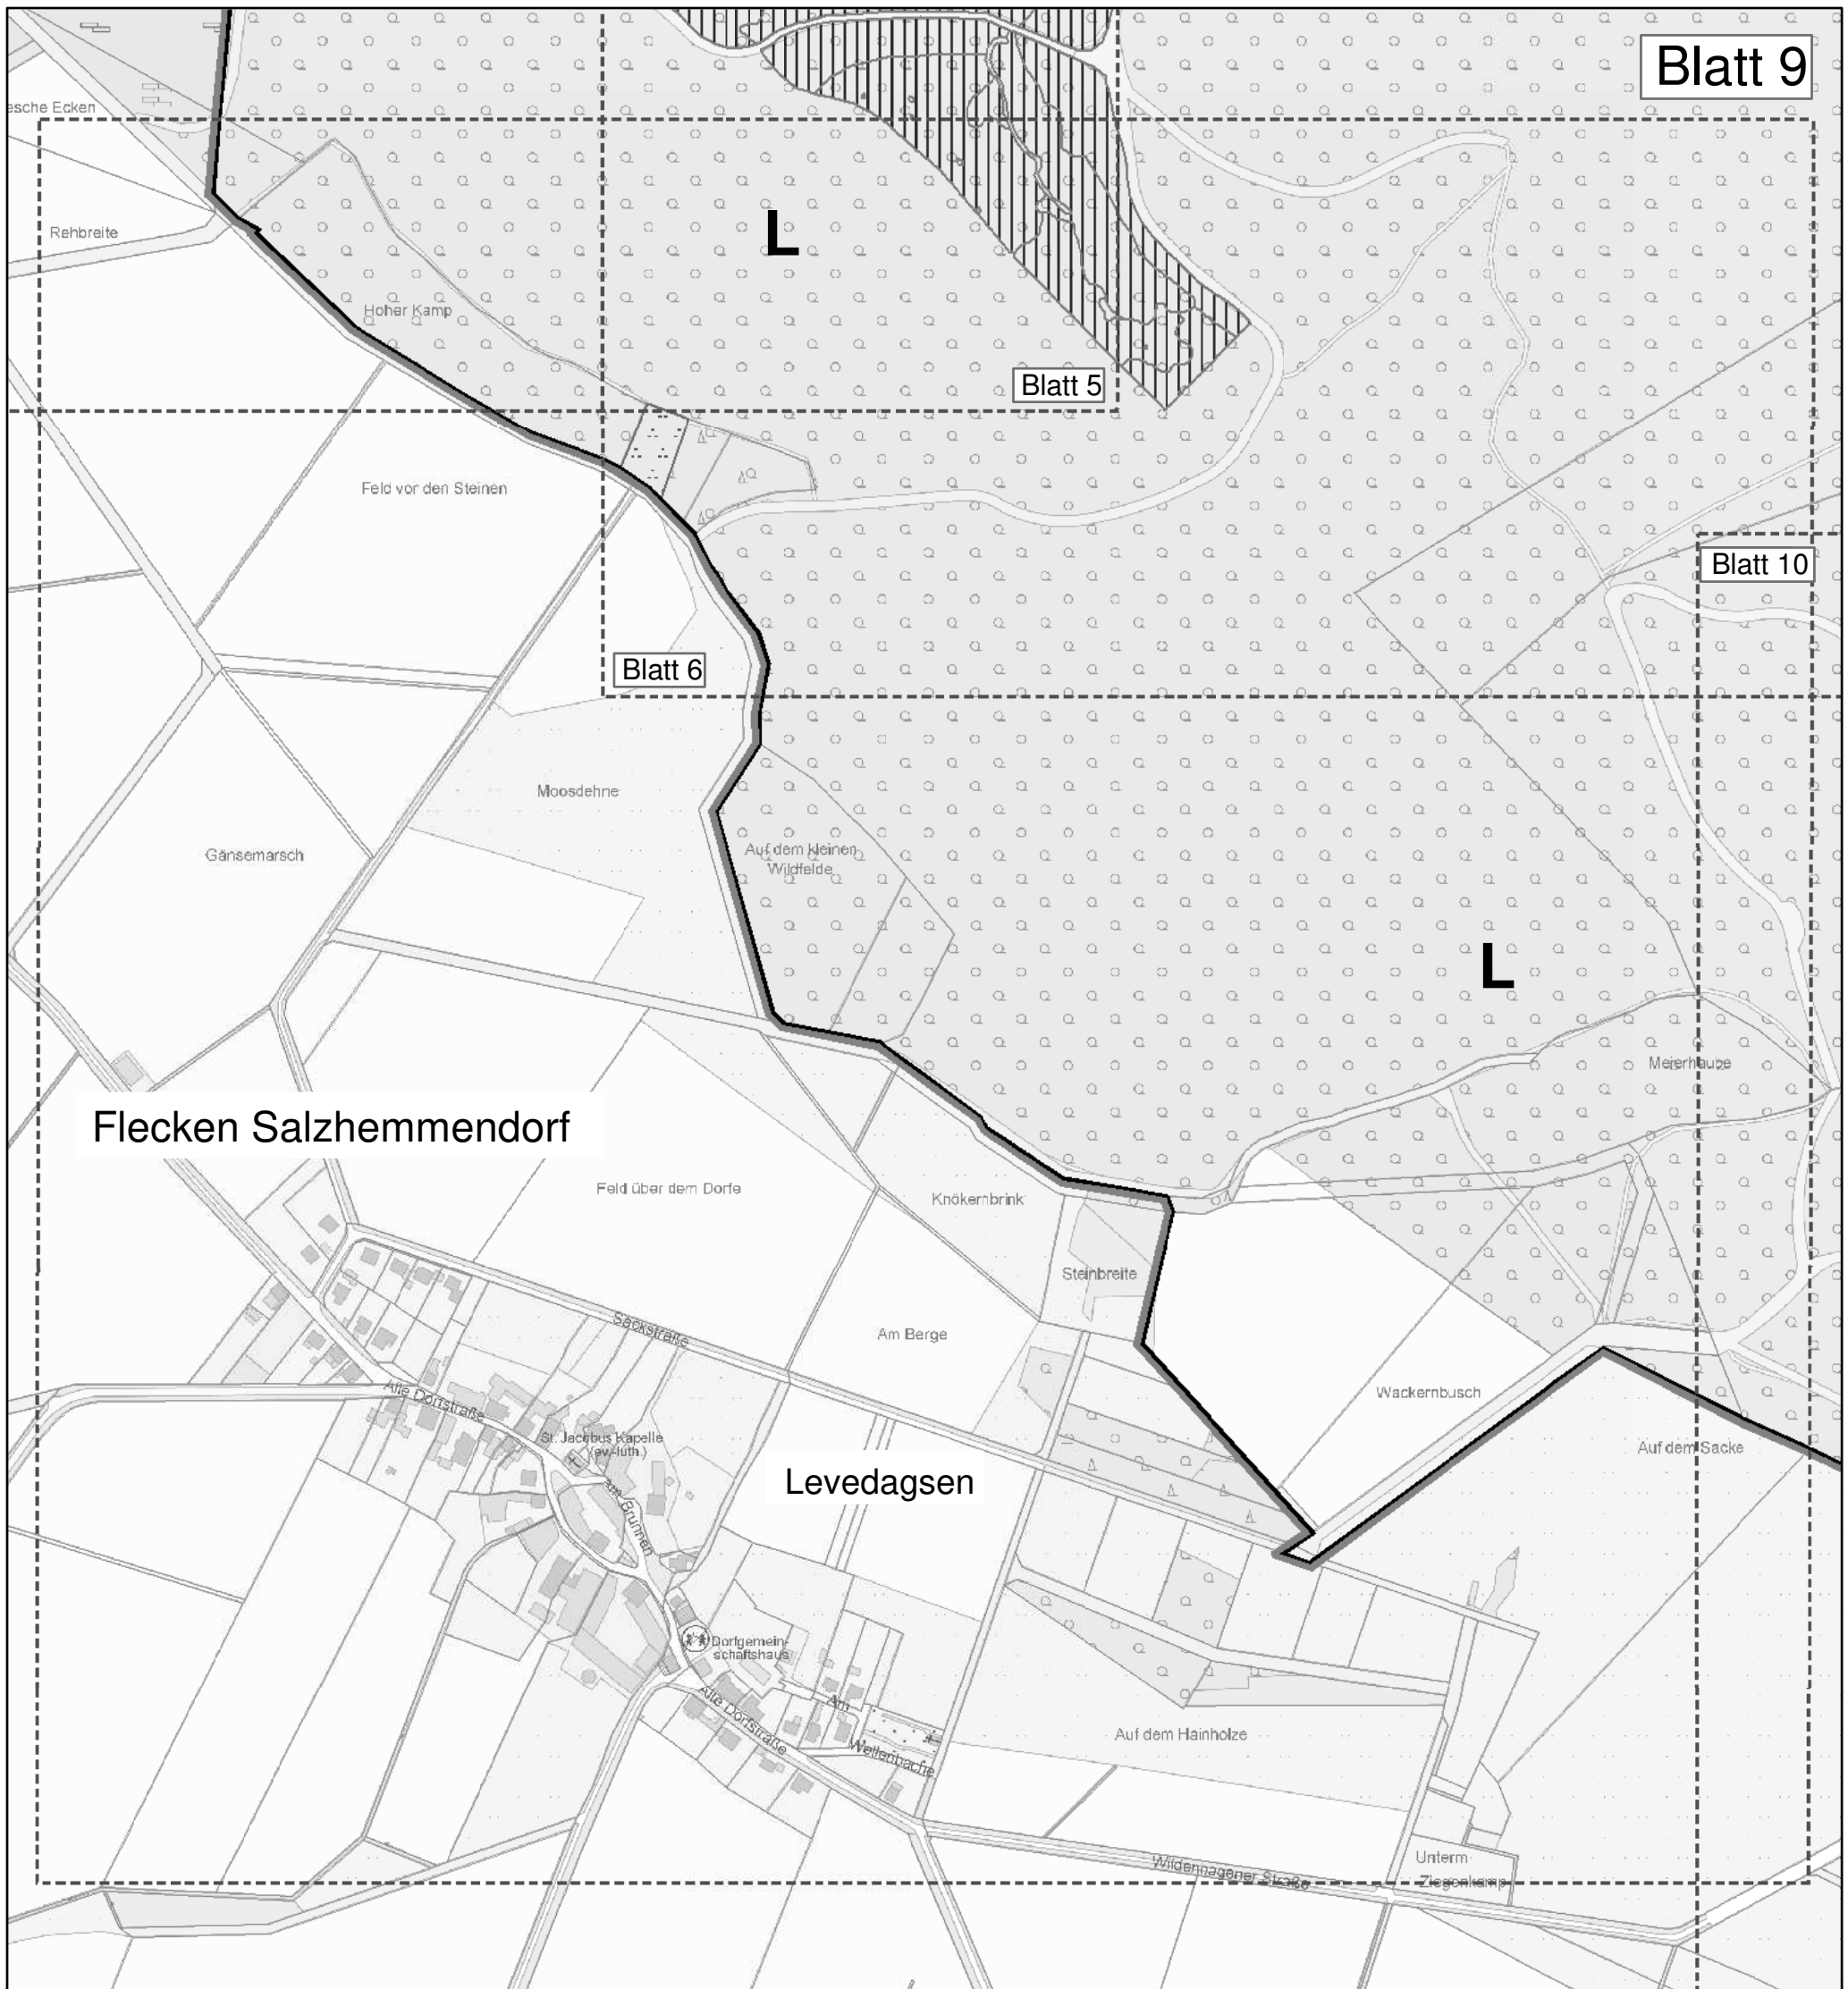 Blatt 9
esche Ecken
Rehbreite
L
Hoher Kamp
Blatt 5
Feld vor den Steinen
Blatt 10
Blatt 6
Moosdehne
Gänsemarsch
Auf dem kleinen
Wildfelde
L
Meierhaube
Flecken Salzhemmendorf
Feld über dem Dorfe
Knökernbrink
Steinbreite
Sackstraße
Am Berge
Alte Dorfstraße
Wackernbusch
St. Jacobus Kapelle
(ev.-luth.)
Auf dem Sacke
Levedagsen
Am Brunnen
Dorfgemein-
schaftshaus
Alte Dorfstraße
Am
Wellenbache
Auf dem Hainholze
Wildenhagener Straße
Unterm
Ziegenkamp